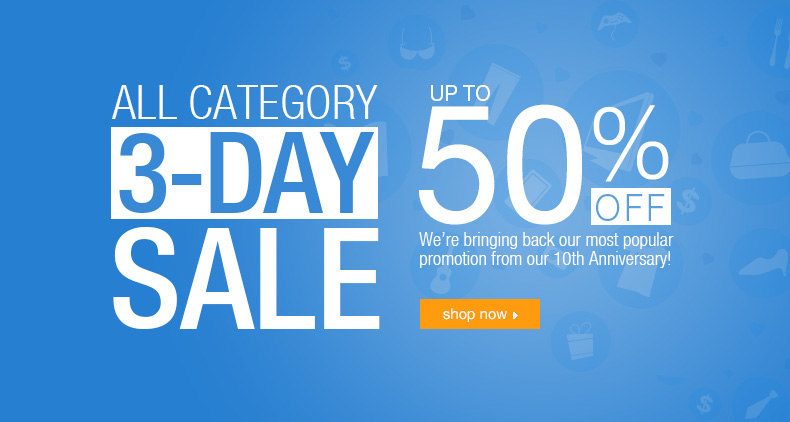 ALL CATEGORY
3-DAY
SALE
UP TO
50%
OFF
We're bringing back our most popular
promotion from our 10th Anniversary!
shop now